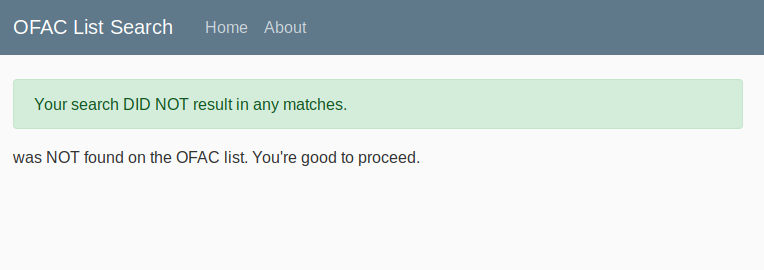 OFAC List Search Home About
Your search DID NOT result in any matches.
was NOT found on the OFAC list. You're good to proceed.